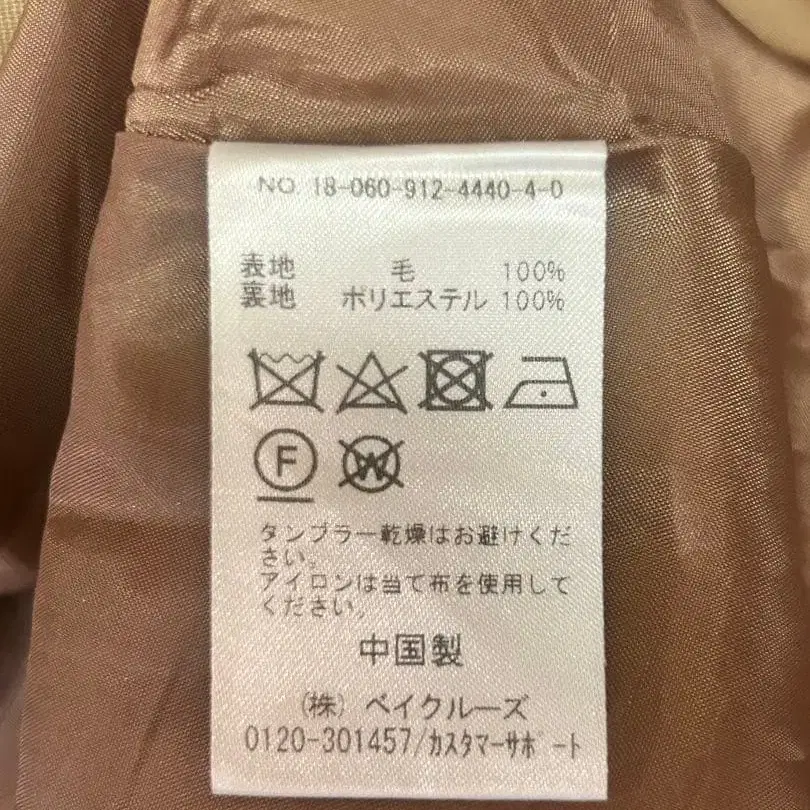 NO. 18-060-912-4440-4-0
表地 毛 100%
裏地 ポリエステル 100%
F
W
タンブラー乾燥はお避けくだ
さい。
アイロンは当て布を使用して
ください。
中国製
(株) ベイクルーズ
0120-301457/カスタマーサポート